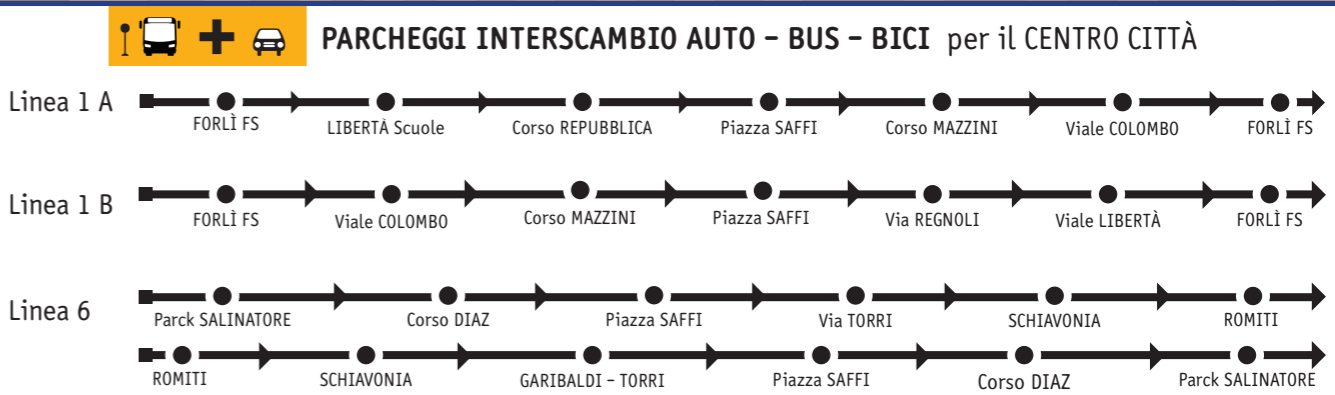 PARCHEGGI INTERSCAMBIO AUTO – BUS – BICI per il CENTRO CITTÀ
Linea 1 A
FORLÌ FS LIBERTÀ Scuole Corso REPUBBLICA Piazza SAFFI Corso MAZZINI Viale COLOMBO FORLÌ FS
Linea 1 B
FORLÌ FS Viale COLOMBO Corso MAZZINI Piazza SAFFI Via REGNOLI Viale LIBERTÀ FORLÌ FS
Linea 6
Parck SALINATORE Corso DIAZ Piazza SAFFI Via TORRI SCHIAVONIA ROMITI
ROMITI SCHIAVONIA GARIBALDI – TORRI Piazza SAFFI Corso DIAZ Parck SALINATORE